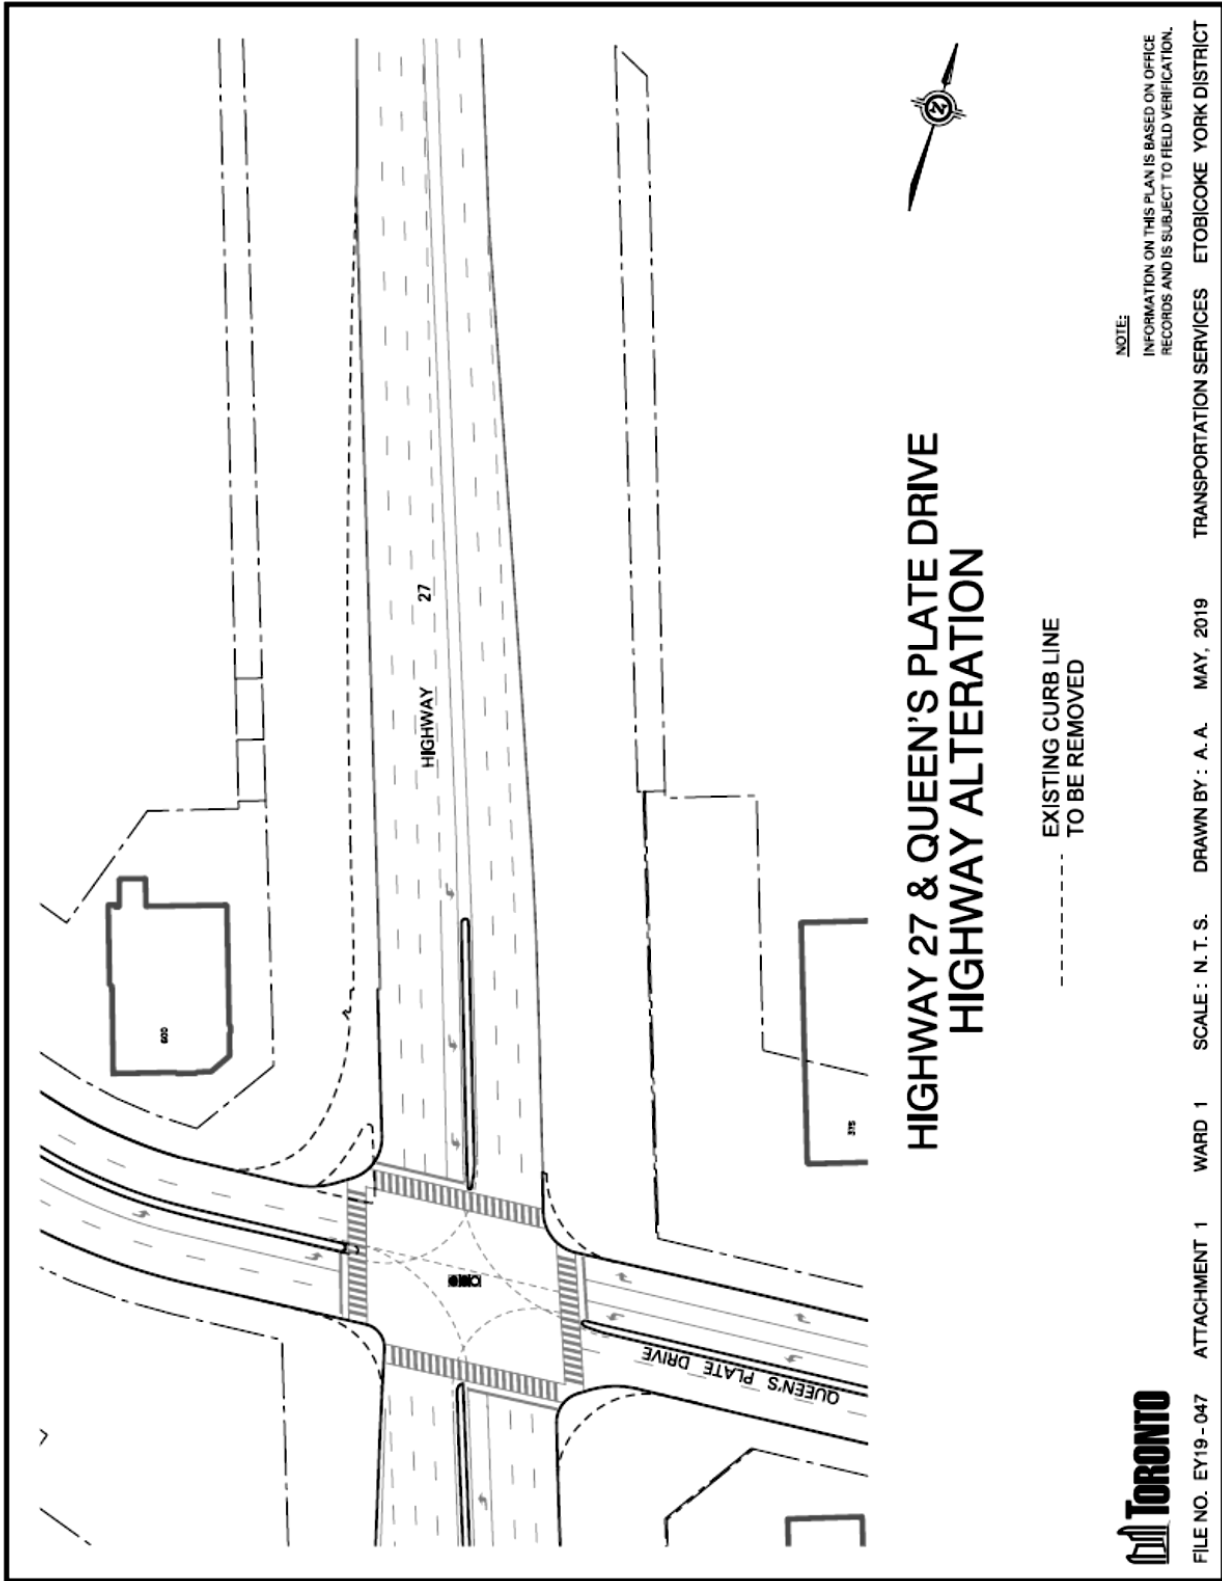 600
HIGHWAY 27
QUEEN'S PLATE DRIVE
375
N
HIGHWAY 27 & QUEEN'S PLATE DRIVE
HIGHWAY ALTERATION
EXISTING CURB LINE
TO BE REMOVED
NOTE:
INFORMATION ON THIS PLAN IS BASED ON OFFICE
RECORDS AND IS SUBJECT TO FIELD VERIFICATION.
TORONTO
FILE NO. EY19 - 047 ATTACHMENT 1 WARD 1 SCALE : N. T. S. DRAWN BY : A. A. MAY, 2019 TRANSPORTATION SERVICES ETOBICOKE YORK DISTRICT